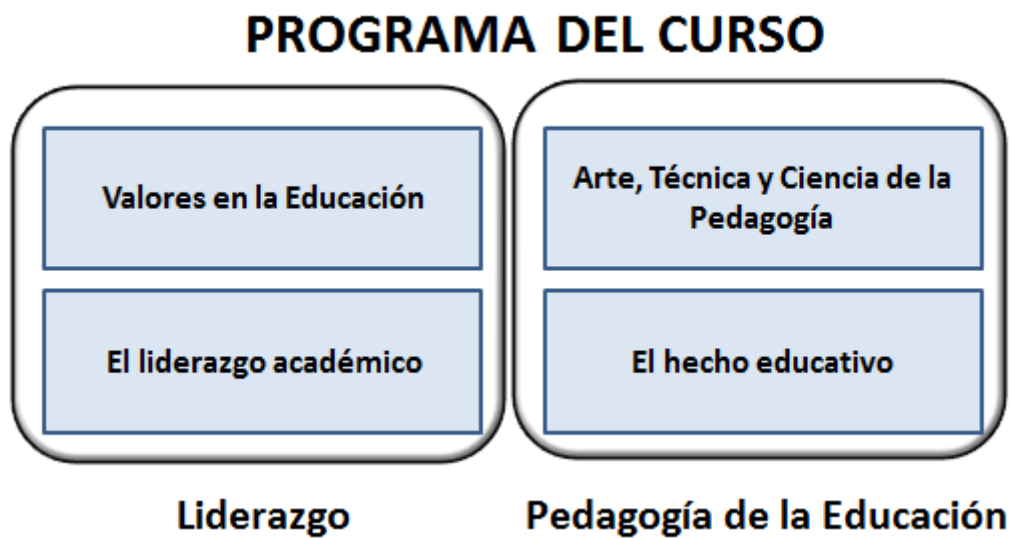 PROGRAMA DEL CURSO
Valores en la Educación
El liderazgo académico
Liderazgo
Arte, Técnica y Ciencia de la
Pedagogía
El hecho educativo
Pedagogía de la Educación